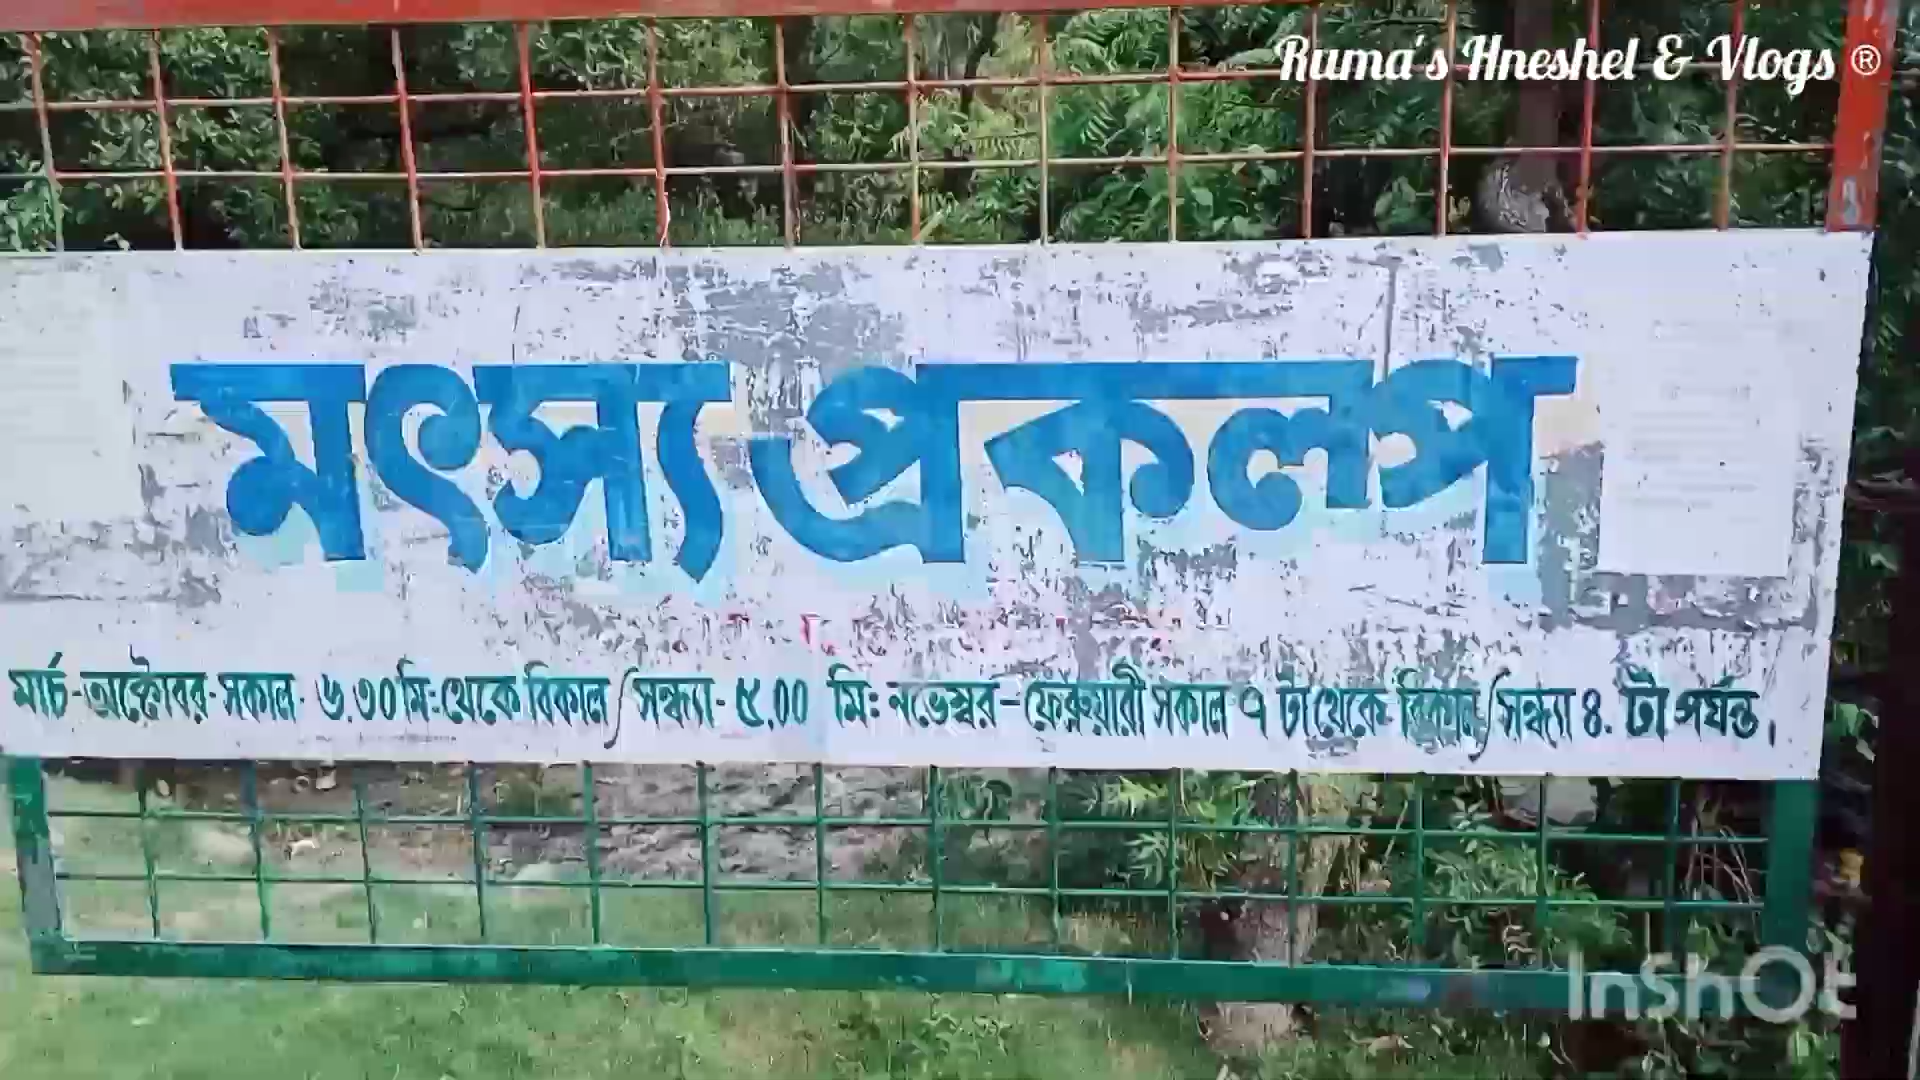 Ruma's Hneshel & Vlogs ®
মৎস্য প্রকল্প
মার্চ-অক্টোবর-সকাল- ৬.৩০মি:থেকে বিকাল/সন্ধ্যা- ৫.00 মি: নভেম্বর-ফেব্রুয়ারী সকাল ৭ টা থেকে বিকাল/সন্ধ্যা ৪. টা পর্যন্ত।
InShOt